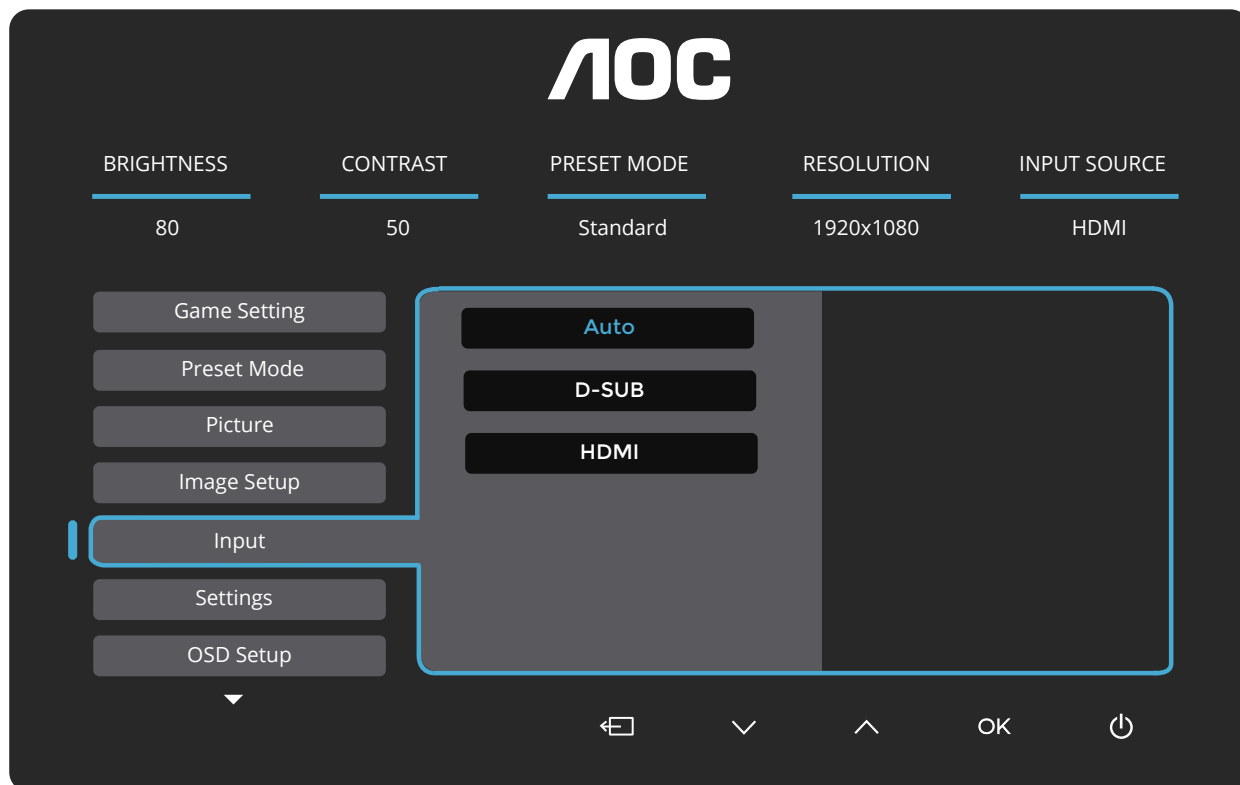 AOC
BRIGHTNESS CONTRAST PRESET MODE RESOLUTION INPUT SOURCE
80 50 Standard 1920x1080 HDMI
Game Setting
Preset Mode
Picture
Image Setup
Input
Settings
OSD Setup
Auto
D-SUB
HDMI
OK